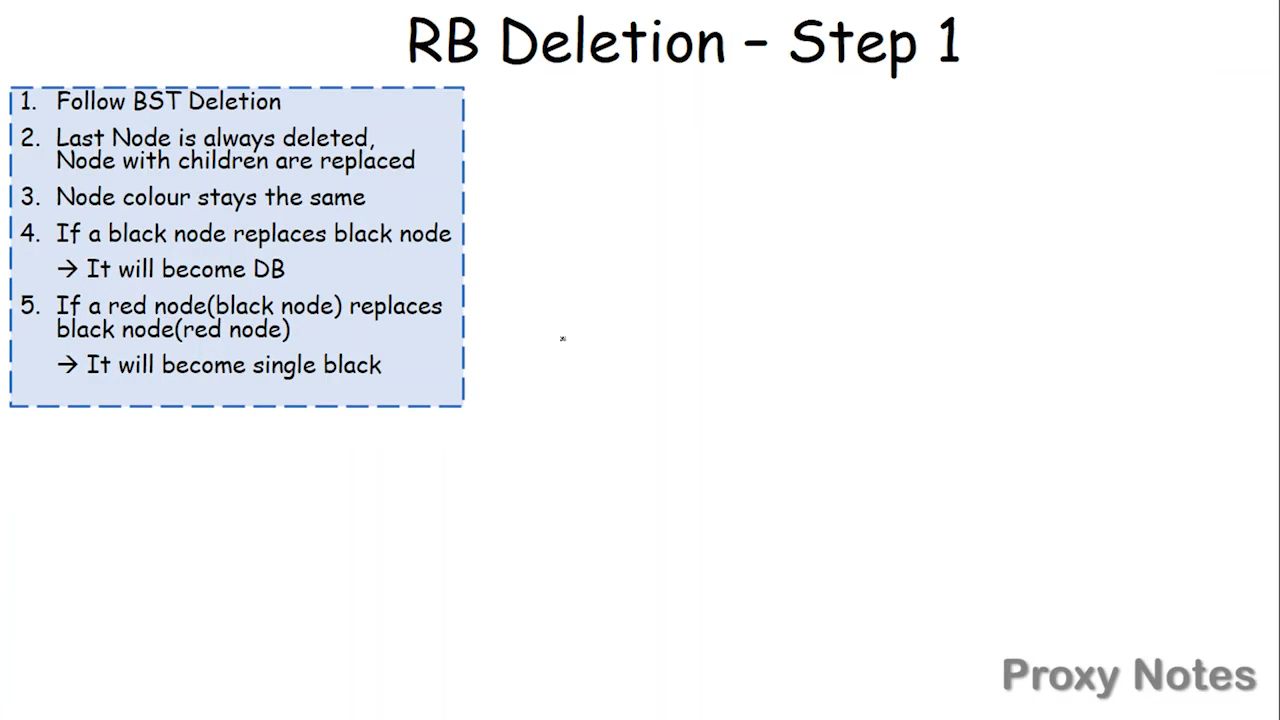 RB Deletion – Step 1
1. Follow BST Deletion
2. Last Node is always deleted,
Node with children are replaced
3. Node colour stays the same
4. If a black node replaces black node
→ It will become DB
5. If a red node(black node) replaces
black node(red node)
→ It will become single black
Proxy Notes